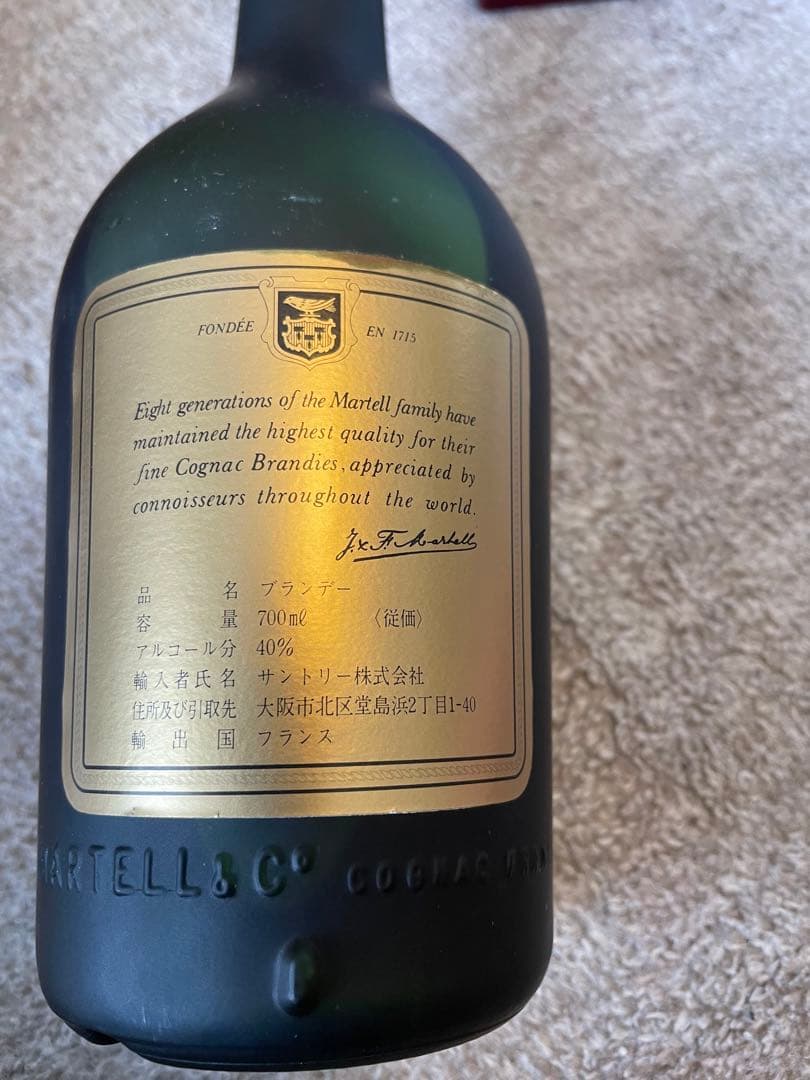 FONDÉE EN 1715
Eight generations of the Martell family have
maintained the highest quality for their
fine Cognac Brandies, appreciated by
connoisseurs throughout the world.
J. & F. Martell
品名 ブランデー
容量 700mℓ 〈従価〉
アルコール分 40%
輸入者氏名 サントリー株式会社
住所及び引取先 大阪市北区堂島浜2丁目1-40
輸出国 フランス
MARTELL & Cº COGNAC